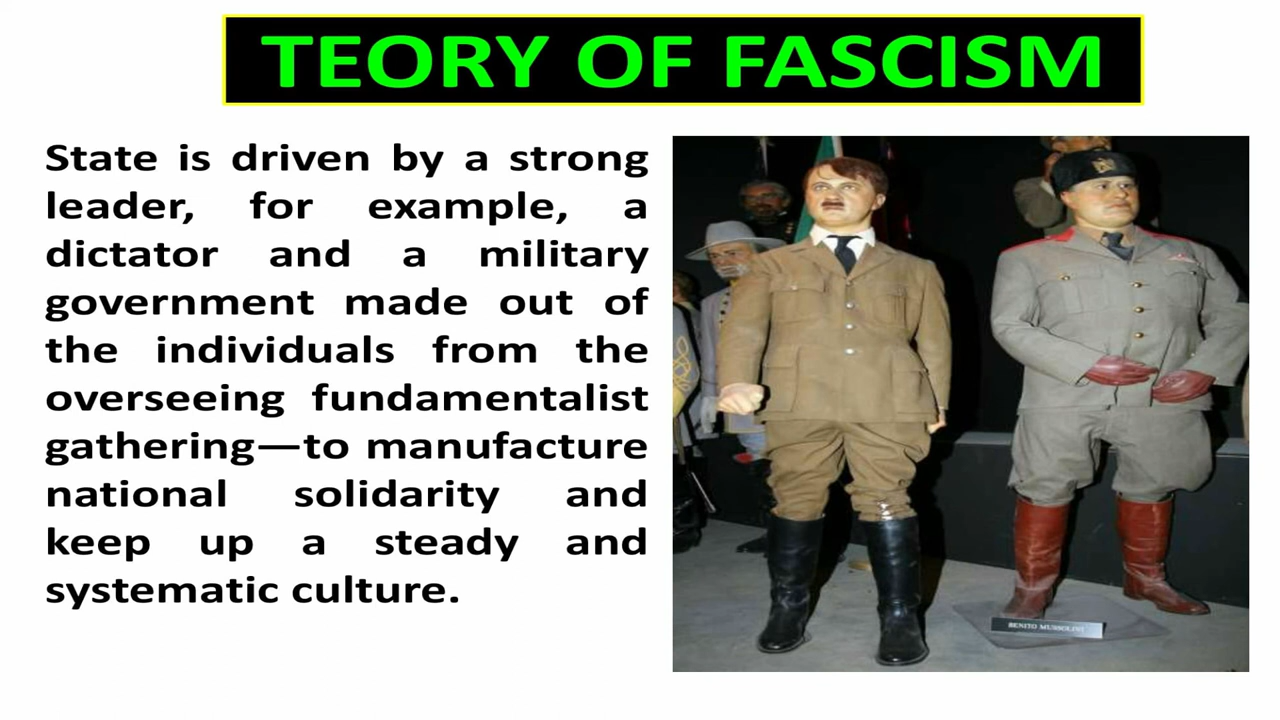 TEORY OF FASCISM
State is driven by a strong
leader, for example, a
dictator and a military
government made out of
the individuals from the
overseeing fundamentalist
gathering—to manufacture
national solidarity and
keep up a steady and
systematic culture.
BENITO MUSSOLINI